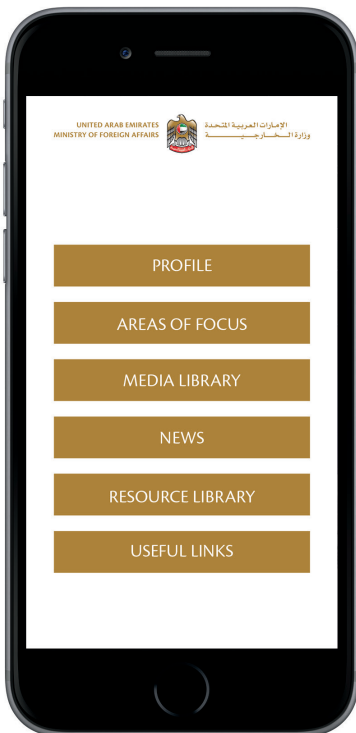 UNITED ARAB EMIRATES
MINISTRY OF FOREIGN AFFAIRS
الإمارات العربية المتحدة
وزارة الـــخـــارجـــيـــــــة
PROFILE
AREAS OF FOCUS
MEDIA LIBRARY
NEWS
RESOURCE LIBRARY
USEFUL LINKS